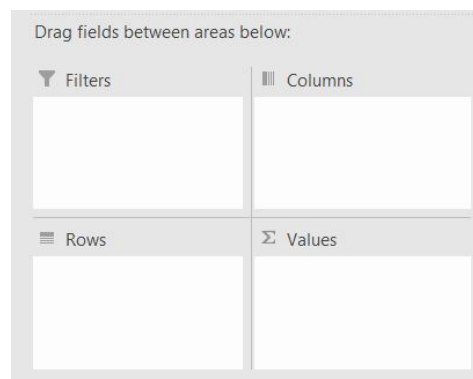 Drag fields between areas below:
Filters
Columns
Rows
Σ Values